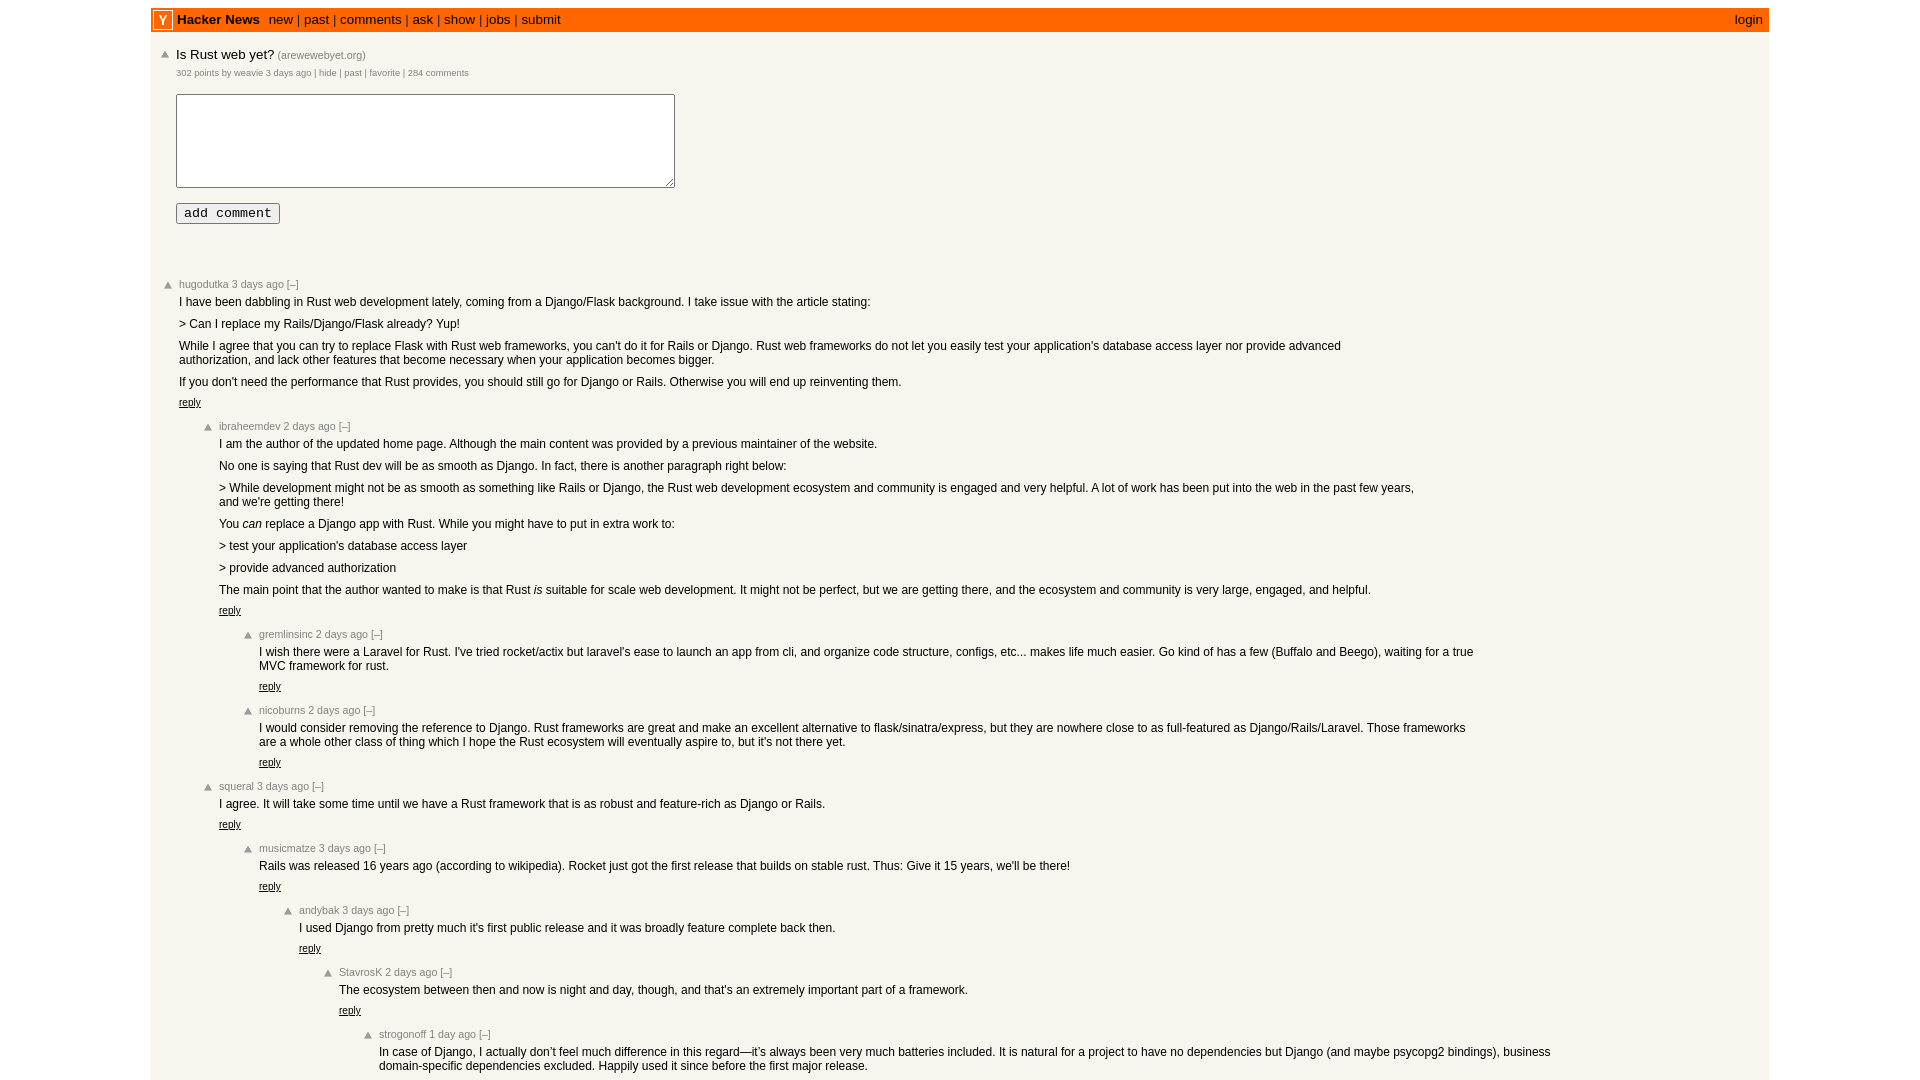 Y Hacker News new | past | comments | ask | show | jobs | submit login
Is Rust web yet? (arewewebyet.org)
302 points by weavie 3 days ago | hide | past | favorite | 284 comments
add comment
hugodutka 3 days ago [–]
I have been dabbling in Rust web development lately, coming from a Django/Flask background. I take issue with the article stating:
> Can I replace my Rails/Django/Flask already? Yup!
While I agree that you can try to replace Flask with Rust web frameworks, you can't do it for Rails or Django. Rust web frameworks do not let you easily test your application's database access layer nor provide advanced
authorization, and lack other features that become necessary when your application becomes bigger.
If you don't need the performance that Rust provides, you should still go for Django or Rails. Otherwise you will end up reinventing them.
reply
ibraheemdev 2 days ago [–]
I am the author of the updated home page. Although the main content was provided by a previous maintainer of the website.
No one is saying that Rust dev will be as smooth as Django. In fact, there is another paragraph right below:
> While development might not be as smooth as something like Rails or Django, the Rust web development ecosystem and community is engaged and very helpful. A lot of work has been put into the web in the past few years,
and we're getting there!
You can replace a Django app with Rust. While you might have to put in extra work to:
> test your application's database access layer
> provide advanced authorization
The main point that the author wanted to make is that Rust is suitable for scale web development. It might not be perfect, but we are getting there, and the ecosystem and community is very large, engaged, and helpful.
reply
gremlinsinc 2 days ago [–]
I wish there were a Laravel for Rust. I've tried rocket/actix but laravel's ease to launch an app from cli, and organize code structure, configs, etc... makes life much easier. Go kind of has a few (Buffalo and Beego), waiting for a true
MVC framework for rust.
reply
nicoburns 2 days ago [–]
I would consider removing the reference to Django. Rust frameworks are great and make an excellent alternative to flask/sinatra/express, but they are nowhere close to as full-featured as Django/Rails/Laravel. Those frameworks
are a whole other class of thing which I hope the Rust ecosystem will eventually aspire to, but it's not there yet.
reply
squeral 3 days ago [–]
I agree. It will take some time until we have a Rust framework that is as robust and feature-rich as Django or Rails.
reply
musicmatze 3 days ago [–]
Rails was released 16 years ago (according to wikipedia). Rocket just got the first release that builds on stable rust. Thus: Give it 15 years, we'll be there!
reply
andybak 3 days ago [–]
I used Django from pretty much it's first public release and it was broadly feature complete back then.
reply
StavrosK 2 days ago [–]
The ecosystem between then and now is night and day, though, and that's an extremely important part of a framework.
reply
strogonoff 1 day ago [–]
In case of Django, I actually don’t feel much difference in this regard—it’s always been very much batteries included. It is natural for a project to have no dependencies but Django (and maybe psycopg2 bindings), business
domain-specific dependencies excluded. Happily used it since before the first major release.